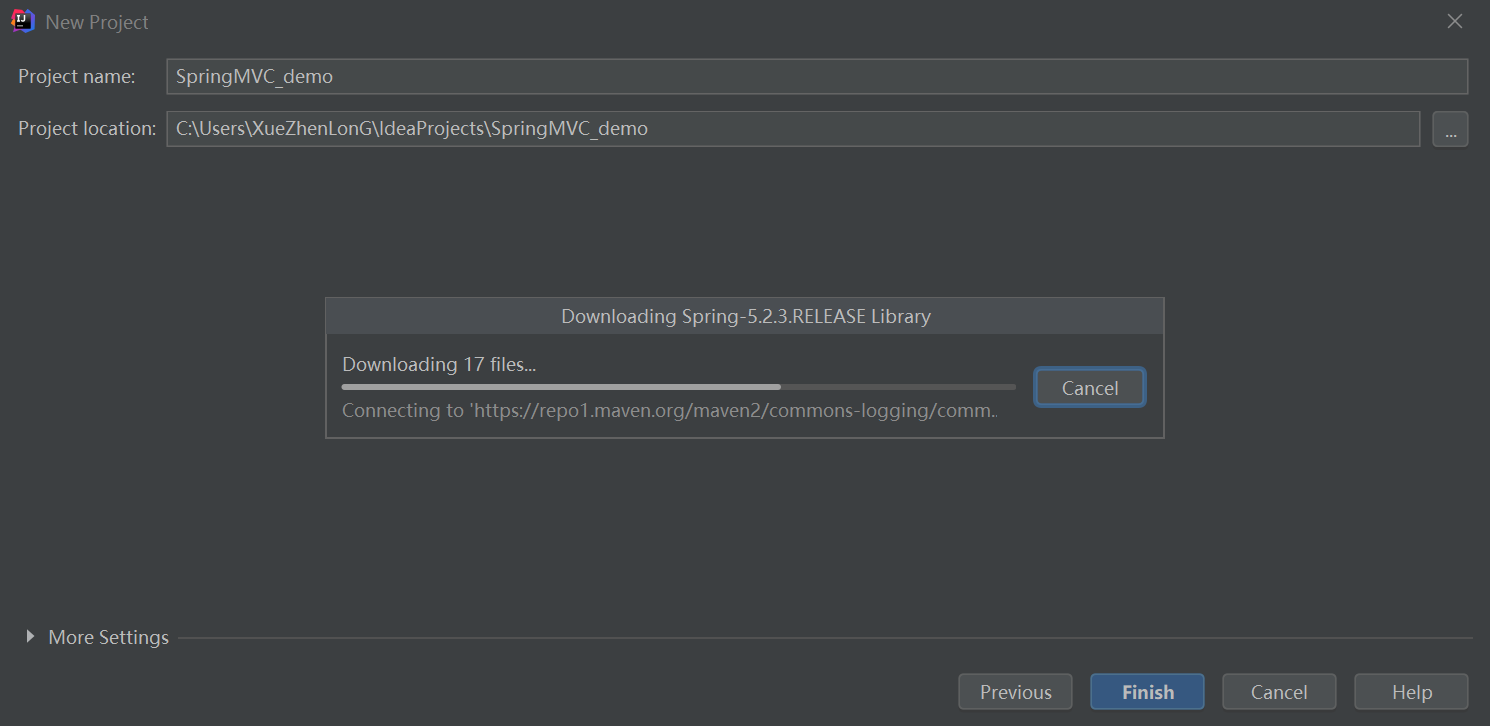 New Project
Project name: SpringMVC_demo
Project location: C:\Users\XueZhenLonG\IdeaProjects\SpringMVC_demo ...
Downloading Spring-5.2.3.RELEASE Library
Downloading 17 files...
Cancel
Connecting to 'https://repo1.maven.org/maven2/commons-logging/comm..
More Settings
Previous Finish Cancel Help